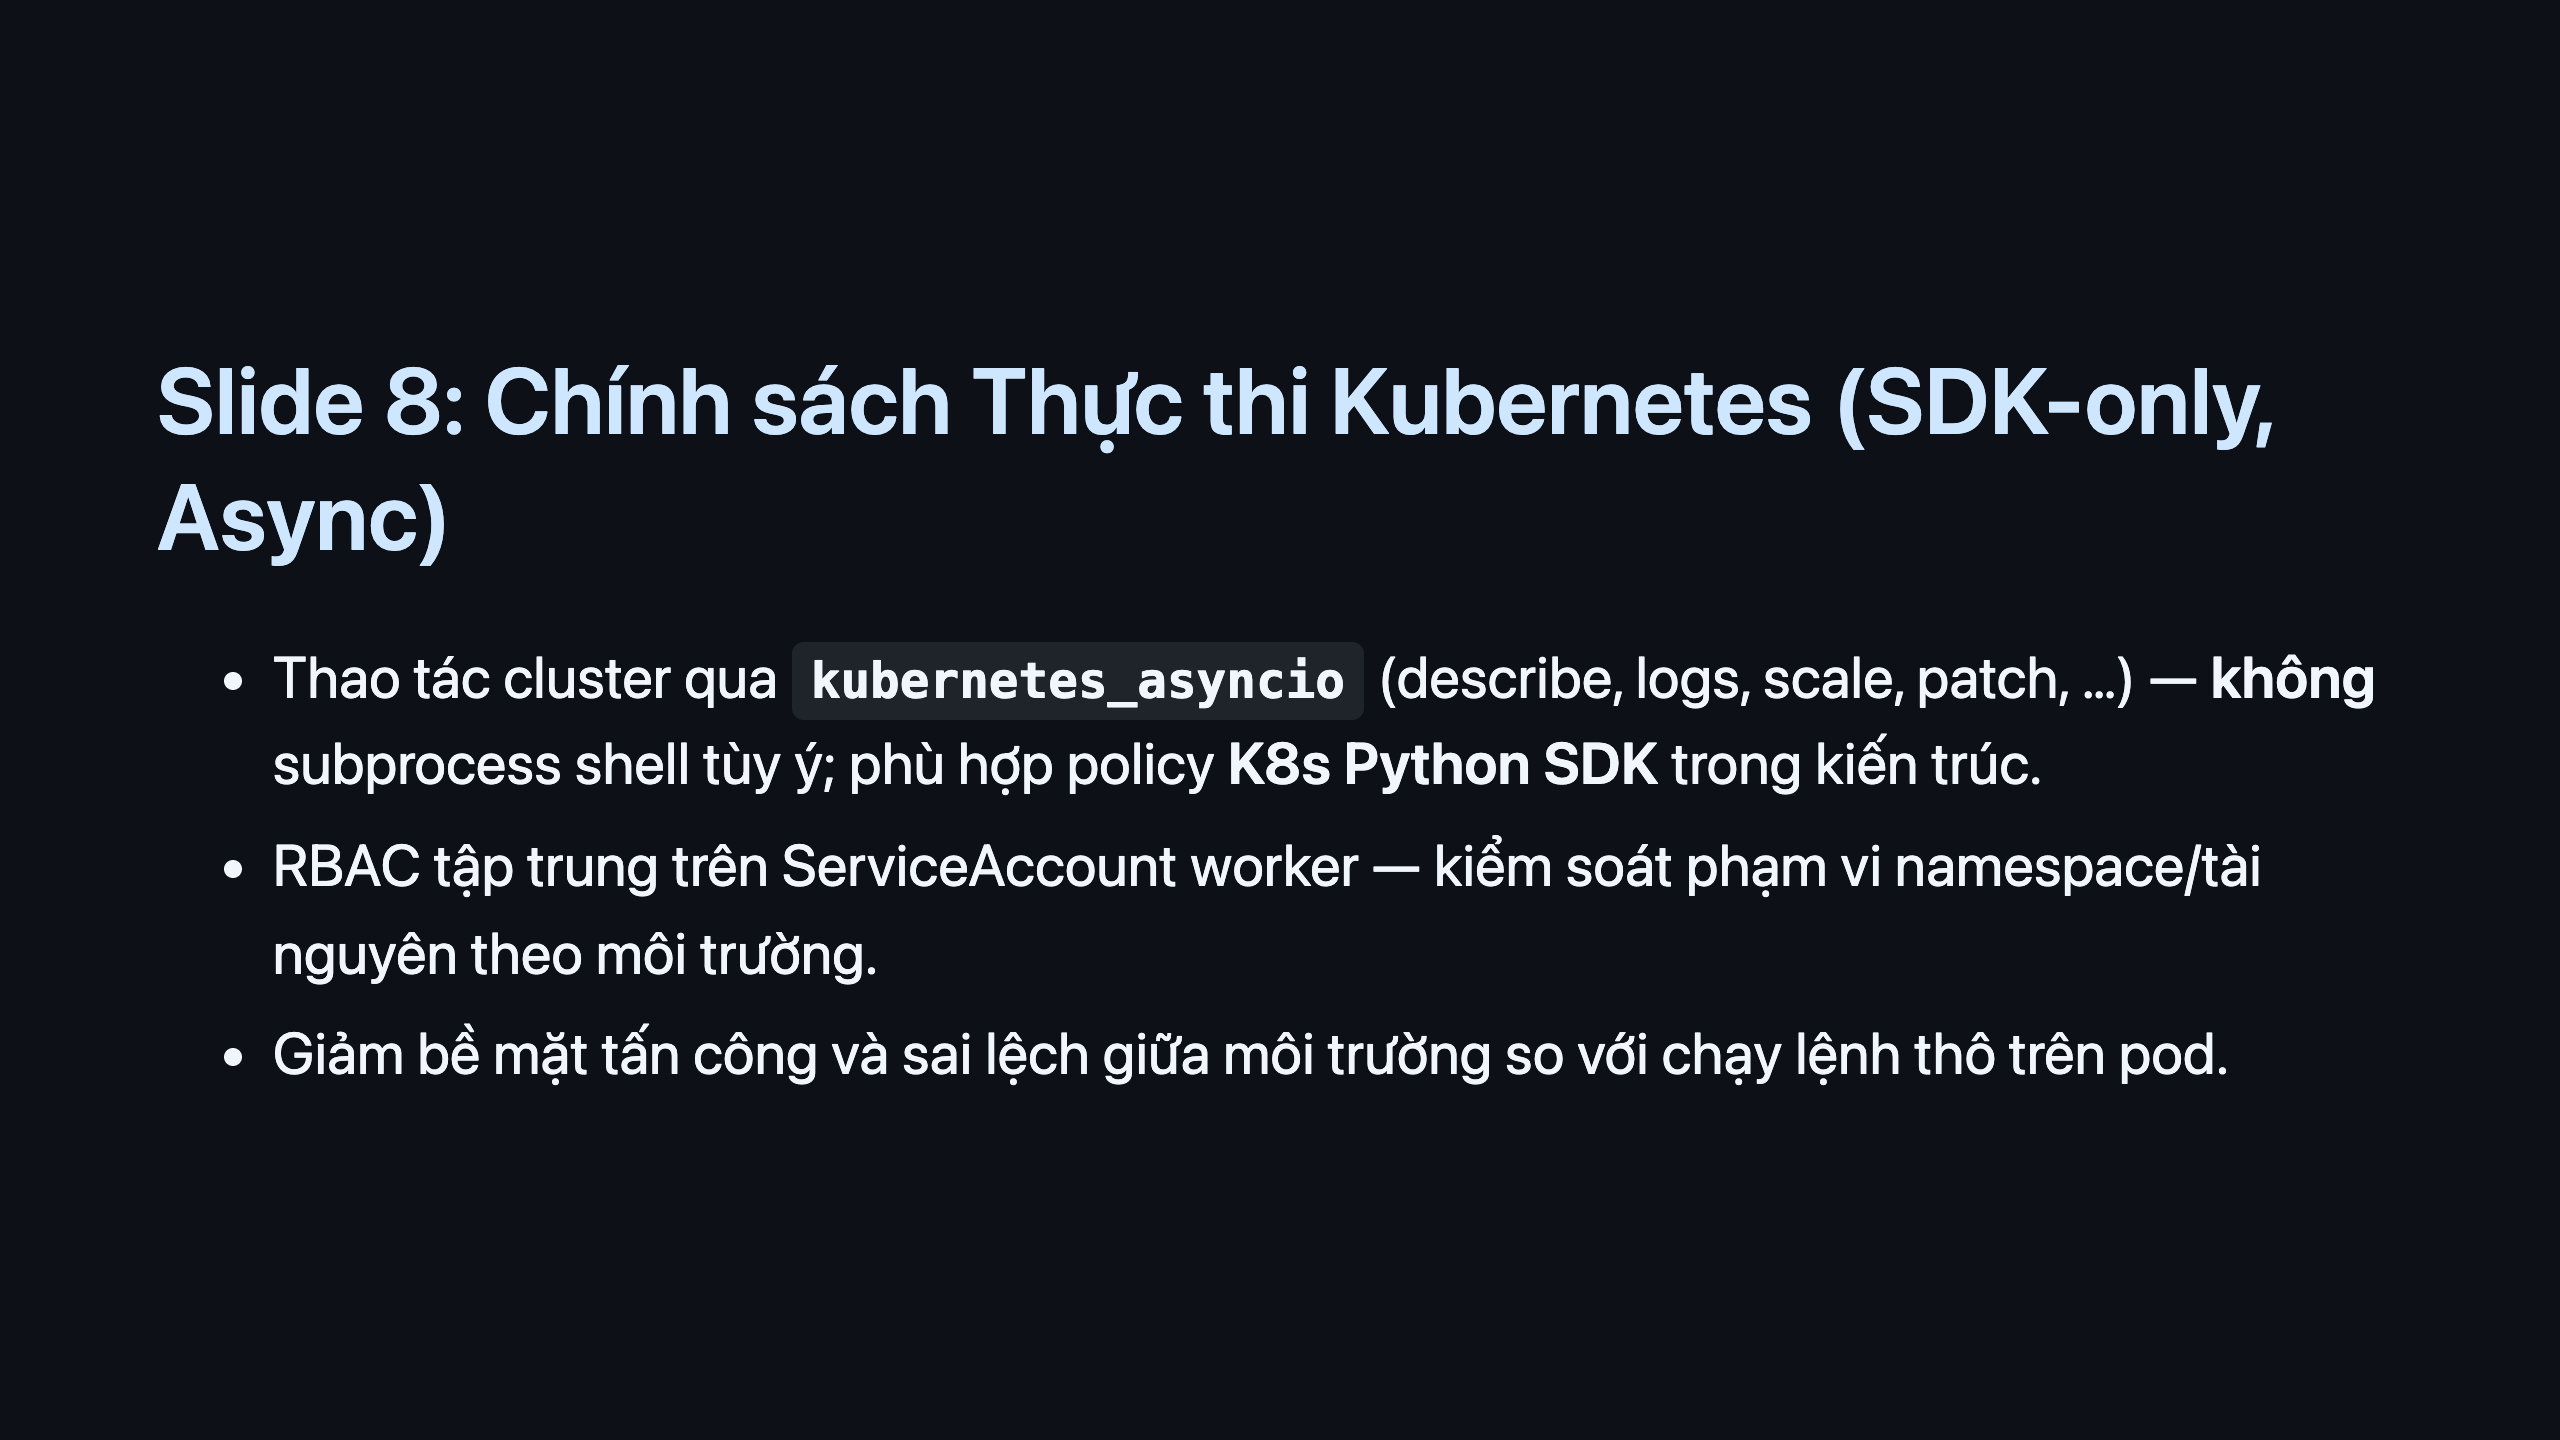 Slide 8: Chính sách Thực thi Kubernetes (SDK-only,
Async)
• Thao tác cluster qua kubernetes_asyncio (describe, logs, scale, patch, …) — không
subprocess shell tùy ý; phù hợp policy K8s Python SDK trong kiến trúc.
• RBAC tập trung trên ServiceAccount worker — kiểm soát phạm vi namespace/tài
nguyên theo môi trường.
• Giảm bề mặt tấn công và sai lệch giữa môi trường so với chạy lệnh thô trên pod.